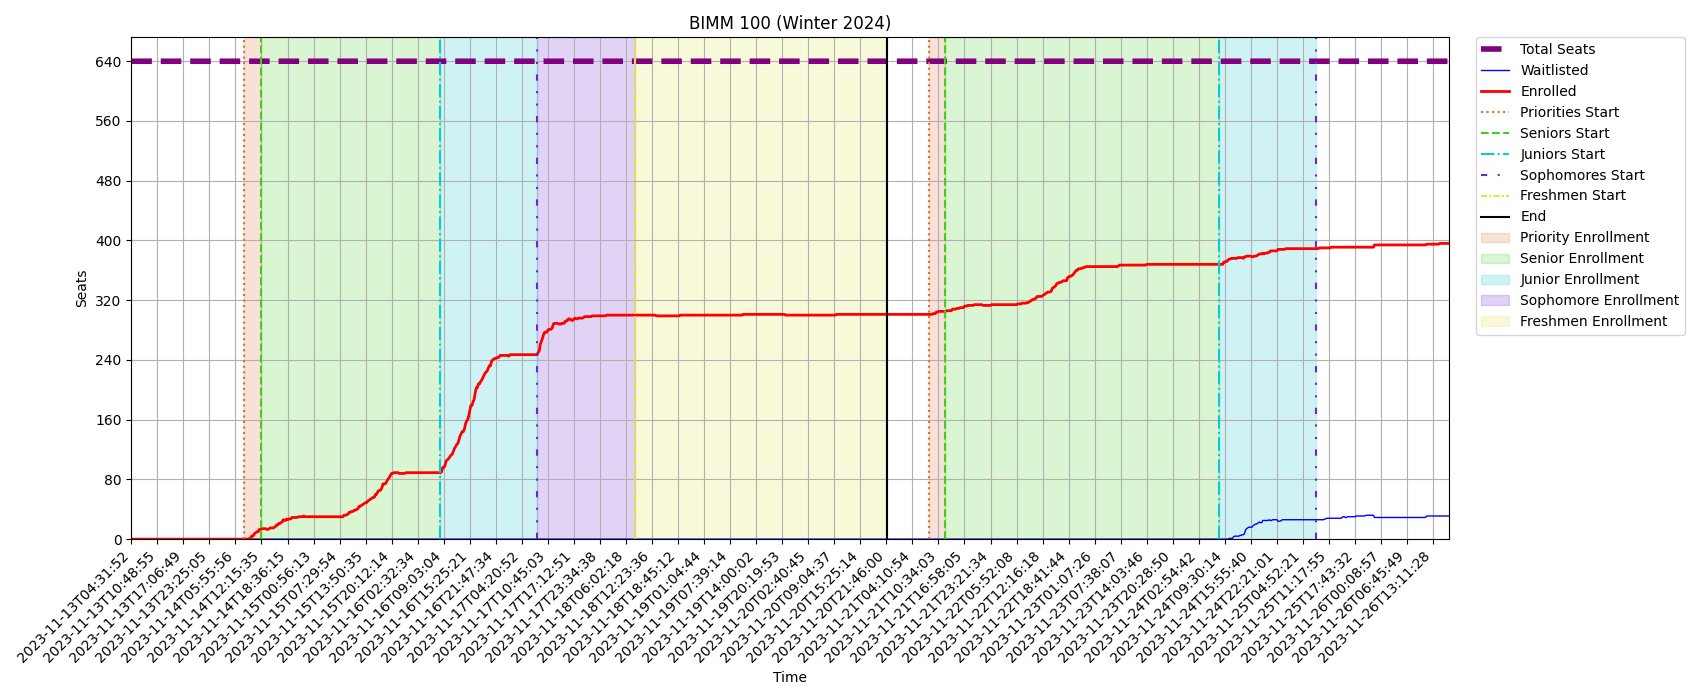 BIMM 100 (Winter 2024)
Seats
640
560
480
400
320
240
160
80
0
2023-11-13T04:31:52
2023-11-13T10:48:55
2023-11-13T17:06:49
2023-11-13T23:25:05
2023-11-14T05:55:56
2023-11-14T12:15:35
2023-11-14T18:36:15
2023-11-15T00:56:13
2023-11-15T07:29:54
2023-11-15T13:50:35
2023-11-15T20:12:14
2023-11-16T02:32:34
2023-11-16T09:03:04
2023-11-16T15:25:21
2023-11-16T21:47:34
2023-11-17T04:20:52
2023-11-17T10:45:03
2023-11-17T17:12:51
2023-11-17T23:34:38
2023-11-18T06:02:19
2023-11-18T12:23:36
2023-11-18T18:45:12
2023-11-19T01:04:44
2023-11-19T07:39:14
2023-11-19T14:00:02
2023-11-19T20:19:53
2023-11-20T02:40:45
2023-11-20T09:04:37
2023-11-20T15:25:14
2023-11-20T21:46:00
2023-11-21T04:10:54
2023-11-21T10:34:03
2023-11-21T16:58:05
2023-11-21T23:21:34
2023-11-22T05:52:08
2023-11-22T12:16:18
2023-11-22T18:41:44
2023-11-23T01:07:26
2023-11-23T07:38:07
2023-11-23T14:03:46
2023-11-23T20:28:50
2023-11-24T02:54:42
2023-11-24T09:30:14
2023-11-24T15:55:40
2023-11-24T22:21:01
2023-11-25T04:52:21
2023-11-25T11:17:55
2023-11-25T17:43:32
2023-11-26T00:08:57
2023-11-26T06:45:49
2023-11-26T13:11:28
Time
Total Seats
Waitlisted
Enrolled
Priorities Start
Seniors Start
Juniors Start
Sophomores Start
Freshmen Start
End
Priority Enrollment
Senior Enrollment
Junior Enrollment
Sophomore Enrollment
Freshmen Enrollment